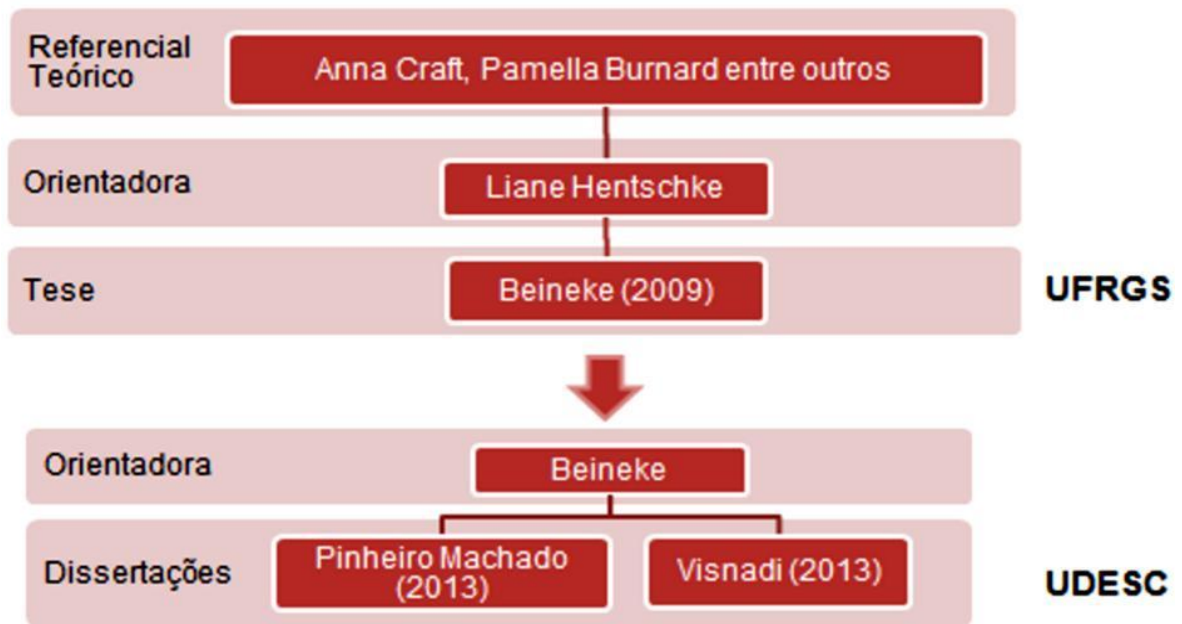 Referencial
Teórico
Anna Craft, Pamella Burnard entre outros
Orientadora
Liane Hentschke
Tese
Beineke (2009)
UFRGS
Orientadora
Beineke
Dissertações
Pinheiro Machado
(2013)
Visnadi (2013)
UDESC